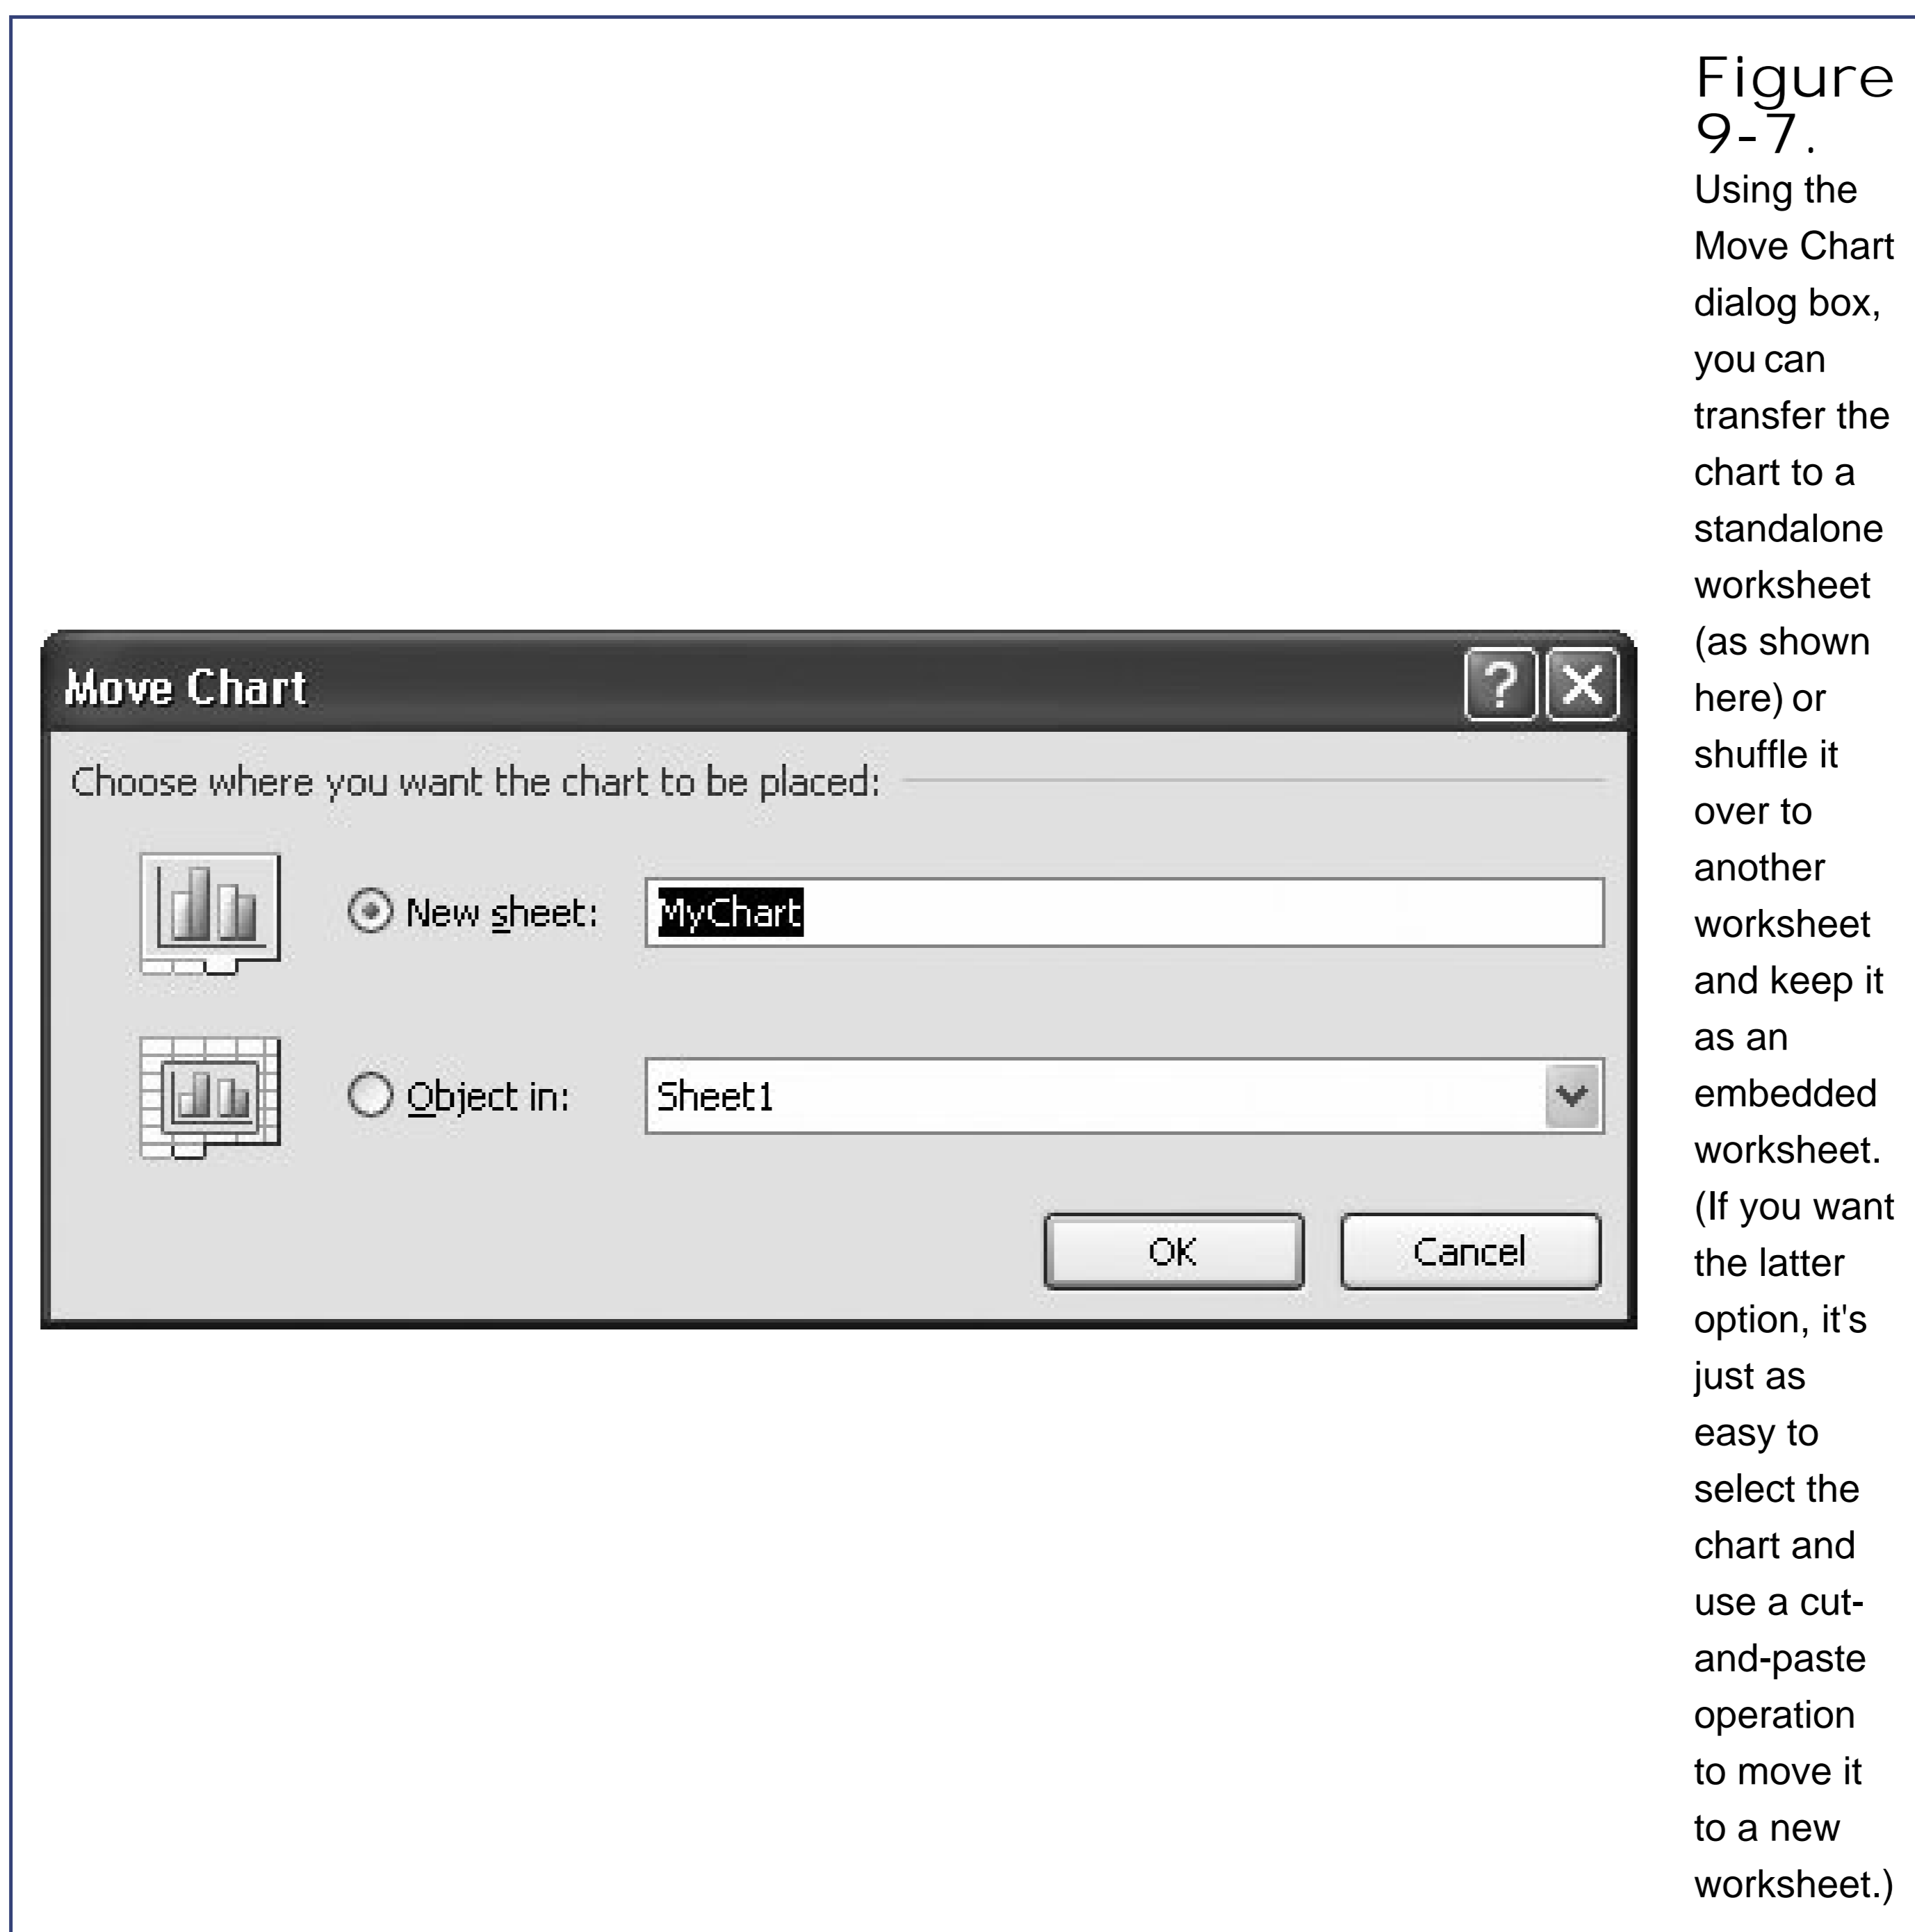 Figure
9-7.
Using the
Move Chart
dialog box,
you can
transfer the
chart to a
standalone
worksheet
(as shown
here) or
shuffle it
over to
another
worksheet
and keep it
as an
embedded
worksheet.
(If you want
the latter
option, it's
just as
easy to
select the
chart and
use a cut-
and-paste
operation
to move it
to a new
worksheet.)
Move Chart
Choose where you want the chart to be placed:
New sheet: MyChart
Object in: Sheet1
OK Cancel